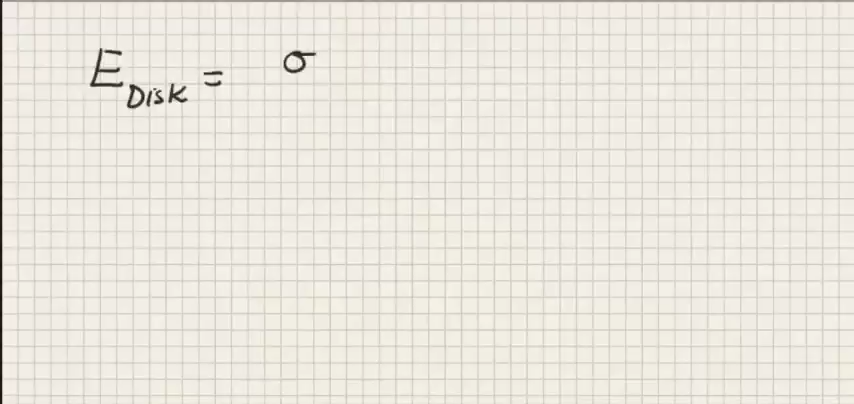 E_Disk = σ